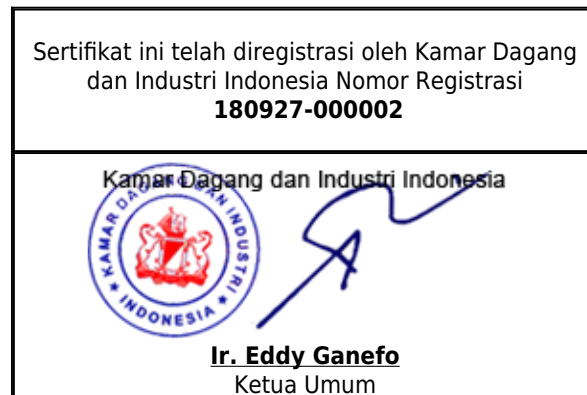 Sertifikat ini telah diregistrasi oleh Kamar Dagang
dan Industri Indonesia Nomor Registrasi
180927-000002
Kamar Dagang dan Industri Indonesia
KAMAR DAGANG DAN INDUSTRI
INDONESIA
Ir. Eddy Ganefo
Ketua Umum